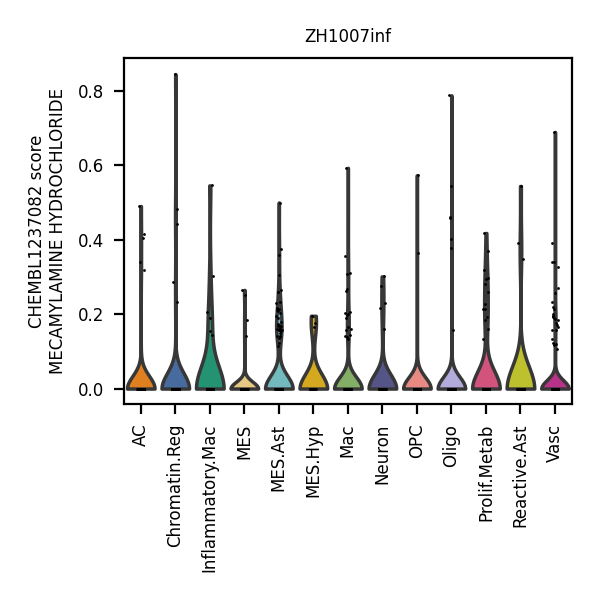 ZH1007inf
CHEMBL1237082 score
MECAMYLAMINE HYDROCHLORIDE
0.8
0.6
0.4
0.2
0.0
AC
Chromatin.Reg
Inflammatory.Mac
MES
MES.Ast
MES.Hyp
Mac
Neuron
OPC
Oligo
Prolif.Metab
Reactive.Ast
Vasc